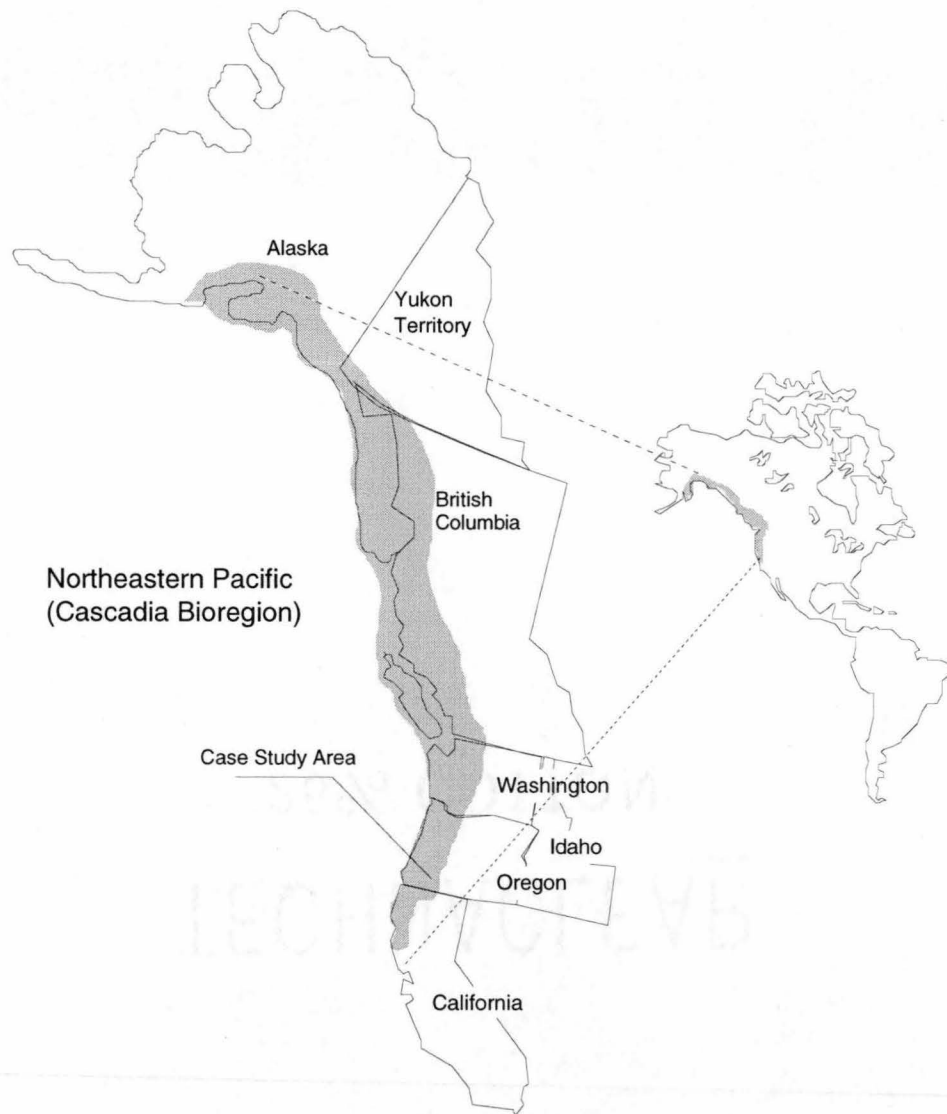 Alaska
Yukon
Territory
British
Columbia
Northeastern Pacific
(Cascadia Bioregion)
Case Study Area
Washington
Idaho
Oregon
California